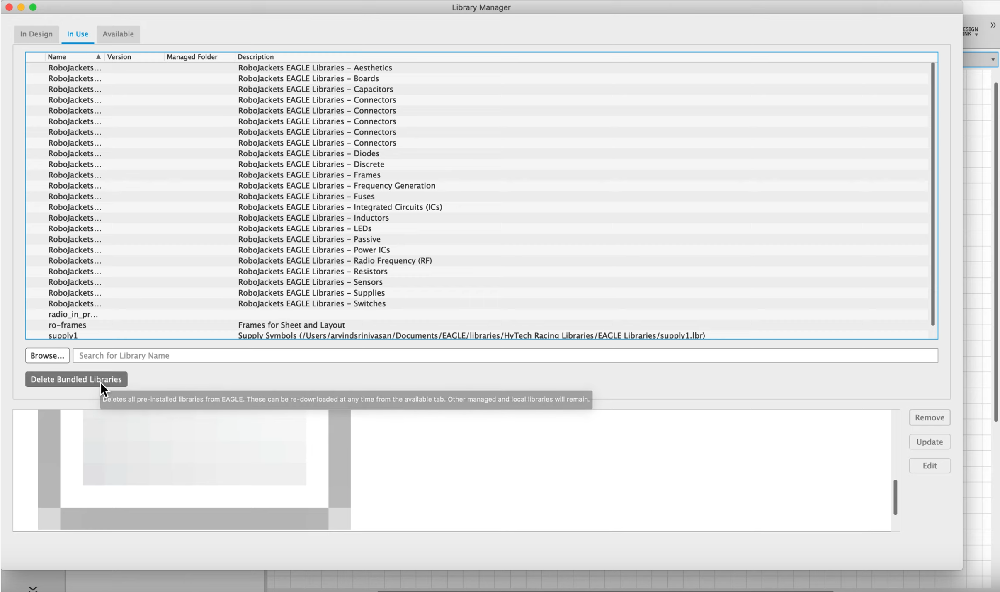 Library Manager
ESIGN
INK
In Design In Use Available
Name Version Managed Folder Description
RoboJackets... RoboJackets EAGLE Libraries – Aesthetics
RoboJackets... RoboJackets EAGLE Libraries – Boards
RoboJackets... RoboJackets EAGLE Libraries – Capacitors
RoboJackets... RoboJackets EAGLE Libraries – Connectors
RoboJackets... RoboJackets EAGLE Libraries – Connectors
RoboJackets... RoboJackets EAGLE Libraries – Connectors
RoboJackets... RoboJackets EAGLE Libraries – Connectors
RoboJackets... RoboJackets EAGLE Libraries – Connectors
RoboJackets... RoboJackets EAGLE Libraries – Diodes
RoboJackets... RoboJackets EAGLE Libraries – Discrete
RoboJackets... RoboJackets EAGLE Libraries – Frames
RoboJackets... RoboJackets EAGLE Libraries – Frequency Generation
RoboJackets... RoboJackets EAGLE Libraries – Fuses
RoboJackets... RoboJackets EAGLE Libraries – Integrated Circuits (ICs)
RoboJackets... RoboJackets EAGLE Libraries – Inductors
RoboJackets... RoboJackets EAGLE Libraries – LEDs
RoboJackets... RoboJackets EAGLE Libraries – Passive
RoboJackets... RoboJackets EAGLE Libraries – Power ICs
RoboJackets... RoboJackets EAGLE Libraries – Radio Frequency (RF)
RoboJackets... RoboJackets EAGLE Libraries – Resistors
RoboJackets... RoboJackets EAGLE Libraries – Sensors
RoboJackets... RoboJackets EAGLE Libraries – Supplies
RoboJackets... RoboJackets EAGLE Libraries – Switches
radio_in_pr...
ro-frames Frames for Sheet and Layout
supply1 Supply Symbols (/Users/arvindsrinivasan/Documents/EAGLE/libraries/HyTech Racing Libraries/EAGLE Libraries/supply1.lbr)
Browse... Search for Library Name
Delete Bundled Libraries
Deletes all pre-installed libraries from EAGLE. These can be re-downloaded at any time from the available tab. Other managed and local libraries will remain.
Remove
Update
Edit